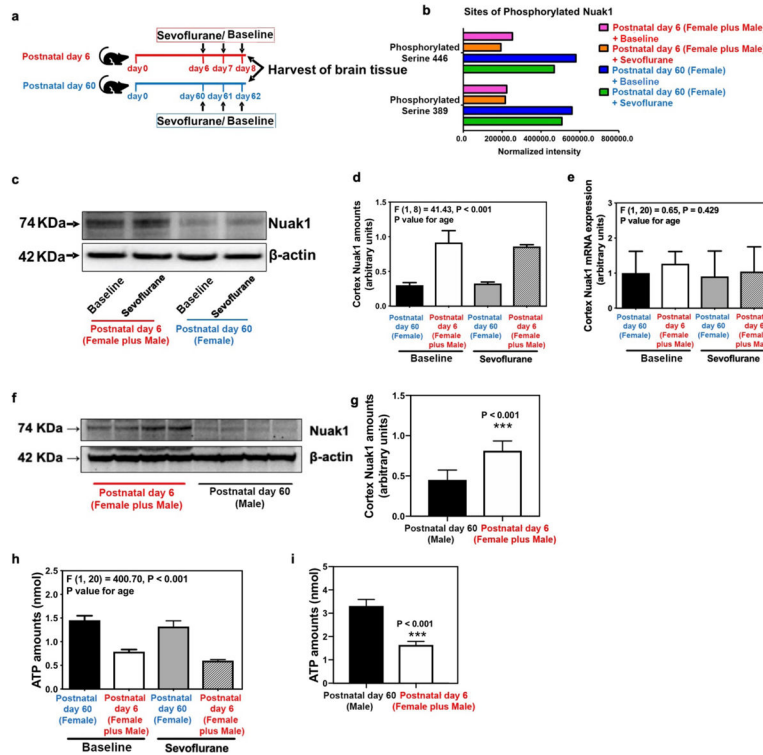 a
Sevoflurane/ Baseline
Postnatal day 6
day 0
day 6
day 7
day 8
Harvest of brain tissue
Postnatal day 60
day 0
day 60
day 61
day 62
Sevoflurane/ Baseline
b
Sites of Phosphorylated Nuak1
Phosphorylated
Serine 446
Phosphorylated
Serine 389
0.0
200000.0
400000.0
600000.0
800000.0
Normalized intensity
Postnatal day 6 (Female plus Male)
+ Baseline
Postnatal day 6 (Female plus Male)
+ Sevoflurane
Postnatal day 60 (Female)
+ Baseline
Postnatal day 60 (Female)
+ Sevoflurane
c
74 KDa
Nuak1
42 KDa
β-actin
Baseline
Sevoflurane
Baseline
Sevoflurane
Postnatal day 6
(Female plus Male)
Postnatal day 60
(Female)
d
F (1, 8) = 41.43, P < 0.001
P value for age
Cortex Nuak1 amounts
(arbitrary units)
1.5
1.0
0.5
0.0
Postnatal
day 60
(Female)
Postnatal
day 6
(Female
plus Male)
Postnatal
day 60
(Female)
Postnatal
day 6
(Female
plus Male)
Baseline
Sevoflurane
e
F (1, 20) = 0.65, P = 0.429
P value for age
Cortex Nuak1 mRNA expression
(arbitrary units)
3
2
1
0
Postnatal
day 60
(Female)
Postnatal
day 6
(Female
plus Male)
Postnatal
day 60
(Female)
Postnatal
day 6
(Female
plus Male)
Baseline
Sevoflurane
f
74 KDa
Nuak1
42 KDa
β-actin
Postnatal day 6
(Female plus Male)
Postnatal day 60
(Male)
g
P < 0.001
***
Cortex Nuak1 amounts
(arbitrary units)
1.5
1.0
0.5
0.0
Postnatal day 60
(Male)
Postnatal day 6
(Female plus Male)
h
F (1, 20) = 400.70, P < 0.001
P value for age
ATP amounts (nmol)
2.0
1.5
1.0
0.5
0.0
Postnatal
day 60
(Female)
Postnatal
day 6
(Female
plus Male)
Postnatal
day 60
(Female)
Postnatal
day 6
(Female
plus Male)
Baseline
Sevoflurane
i
P < 0.001
***
ATP amounts (nmol)
5
4
3
2
1
0
Postnatal day 60
(Male)
Postnatal day 6
(Female plus Male)